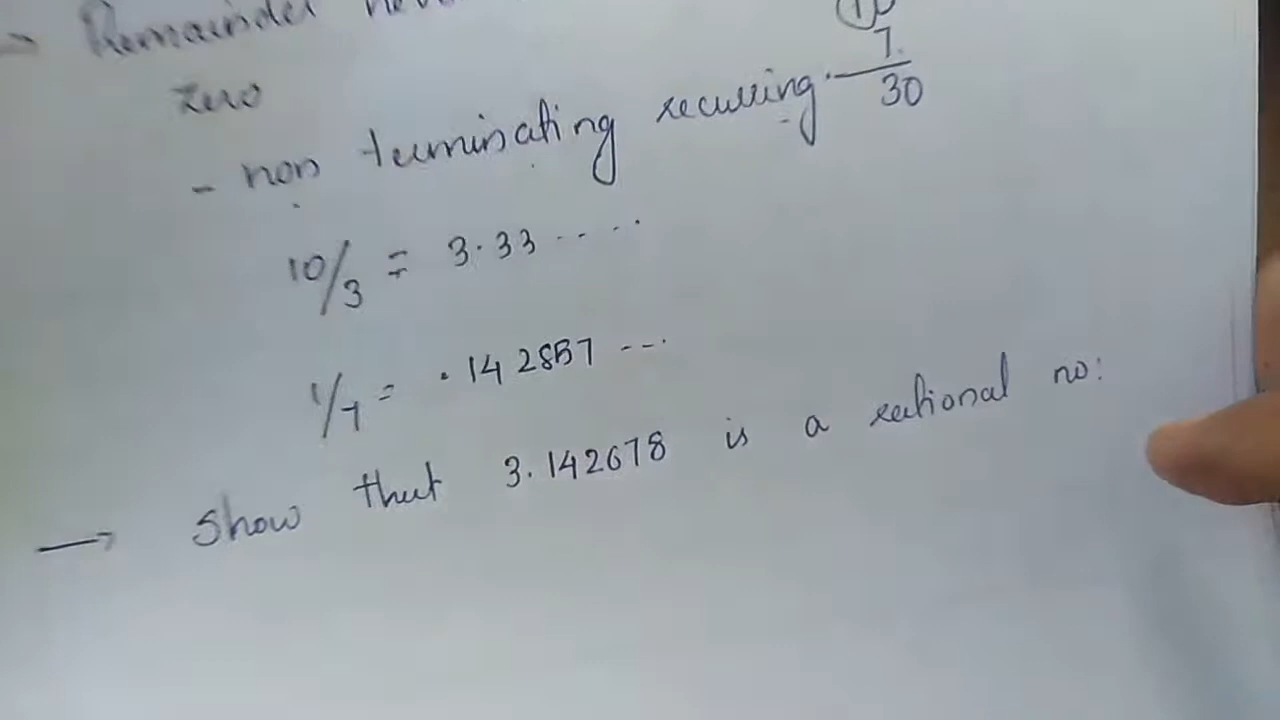 → Remainder
zero
7
30
- non terminating recurring.
10/3 = 3.33 ....
1/7 = .142857 ---
→ Show that 3.142678 is a rational no: